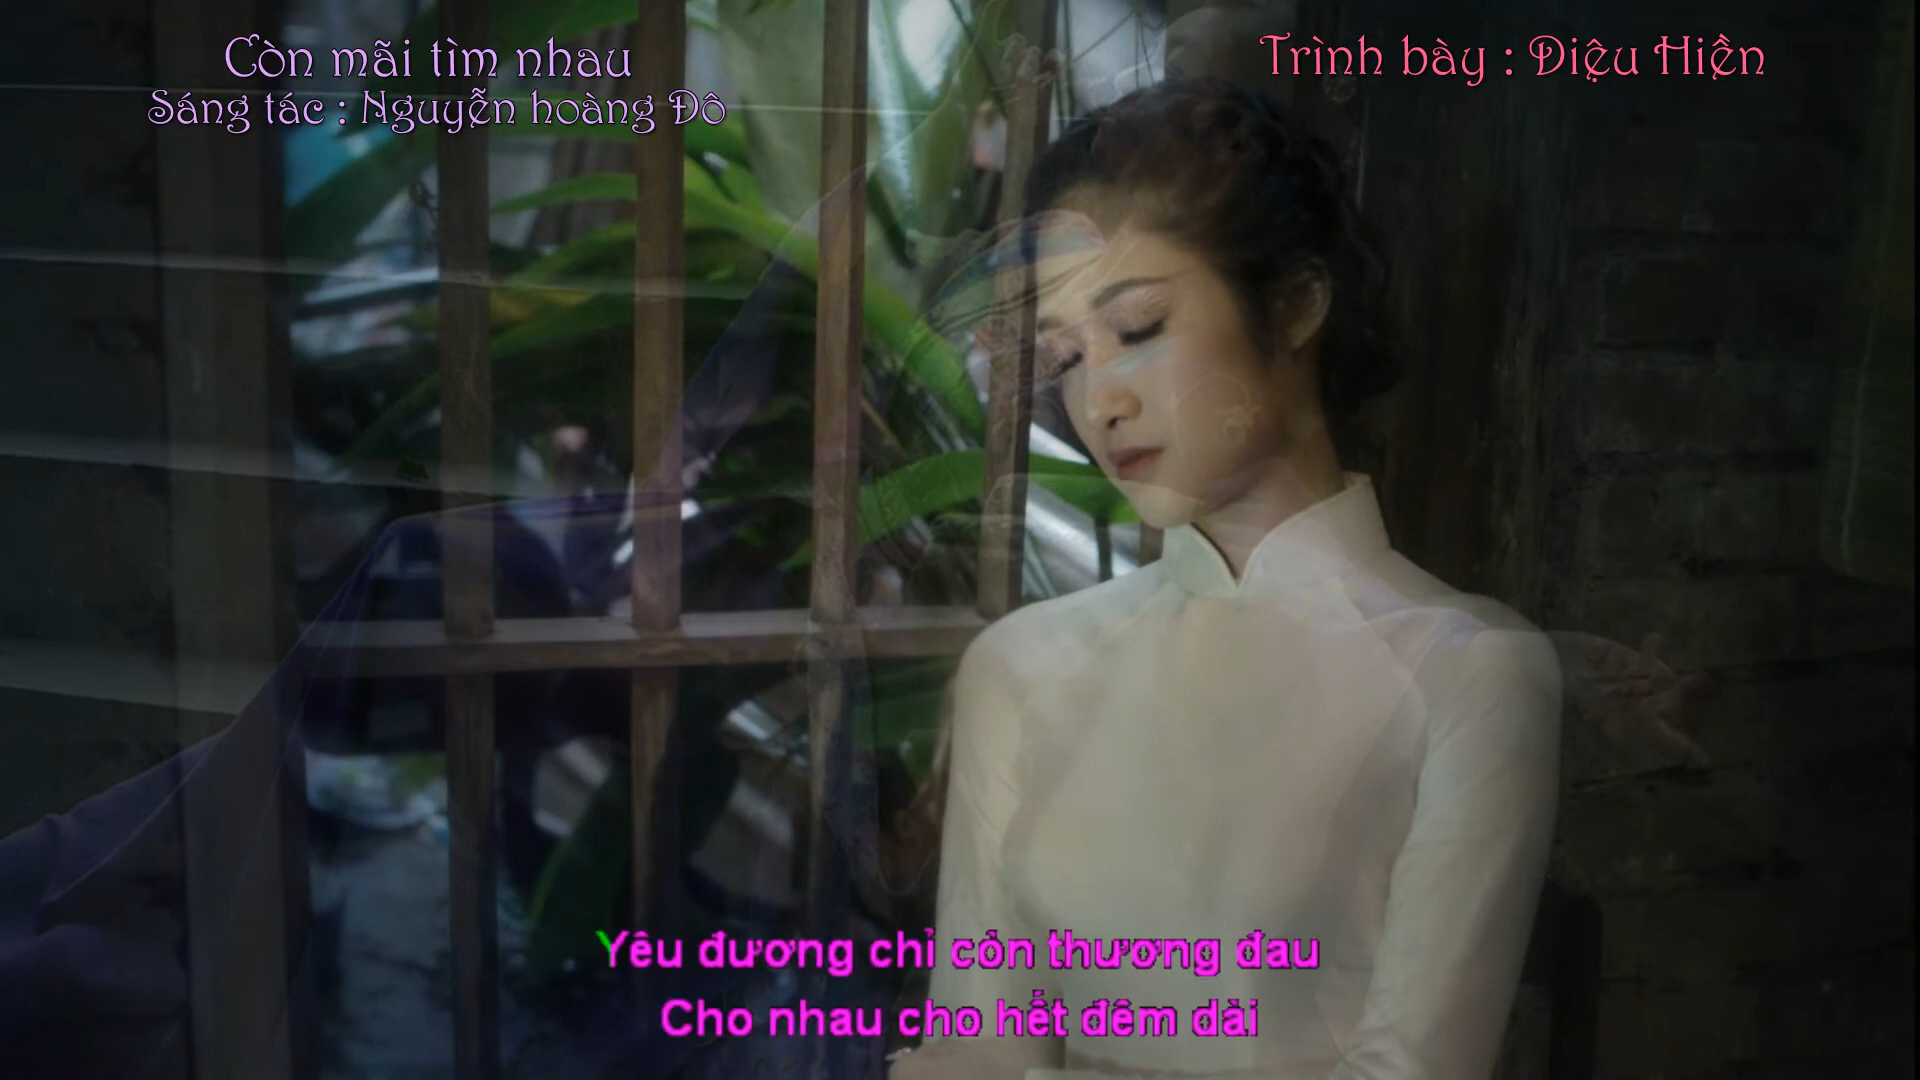 Còn mãi tìm nhau
Sáng tác : Nguyễn hoàng Đô
Trình bày : Diệu Hiền
Yêu đương chỉ còn thương đau
Cho nhau cho hết đêm dài